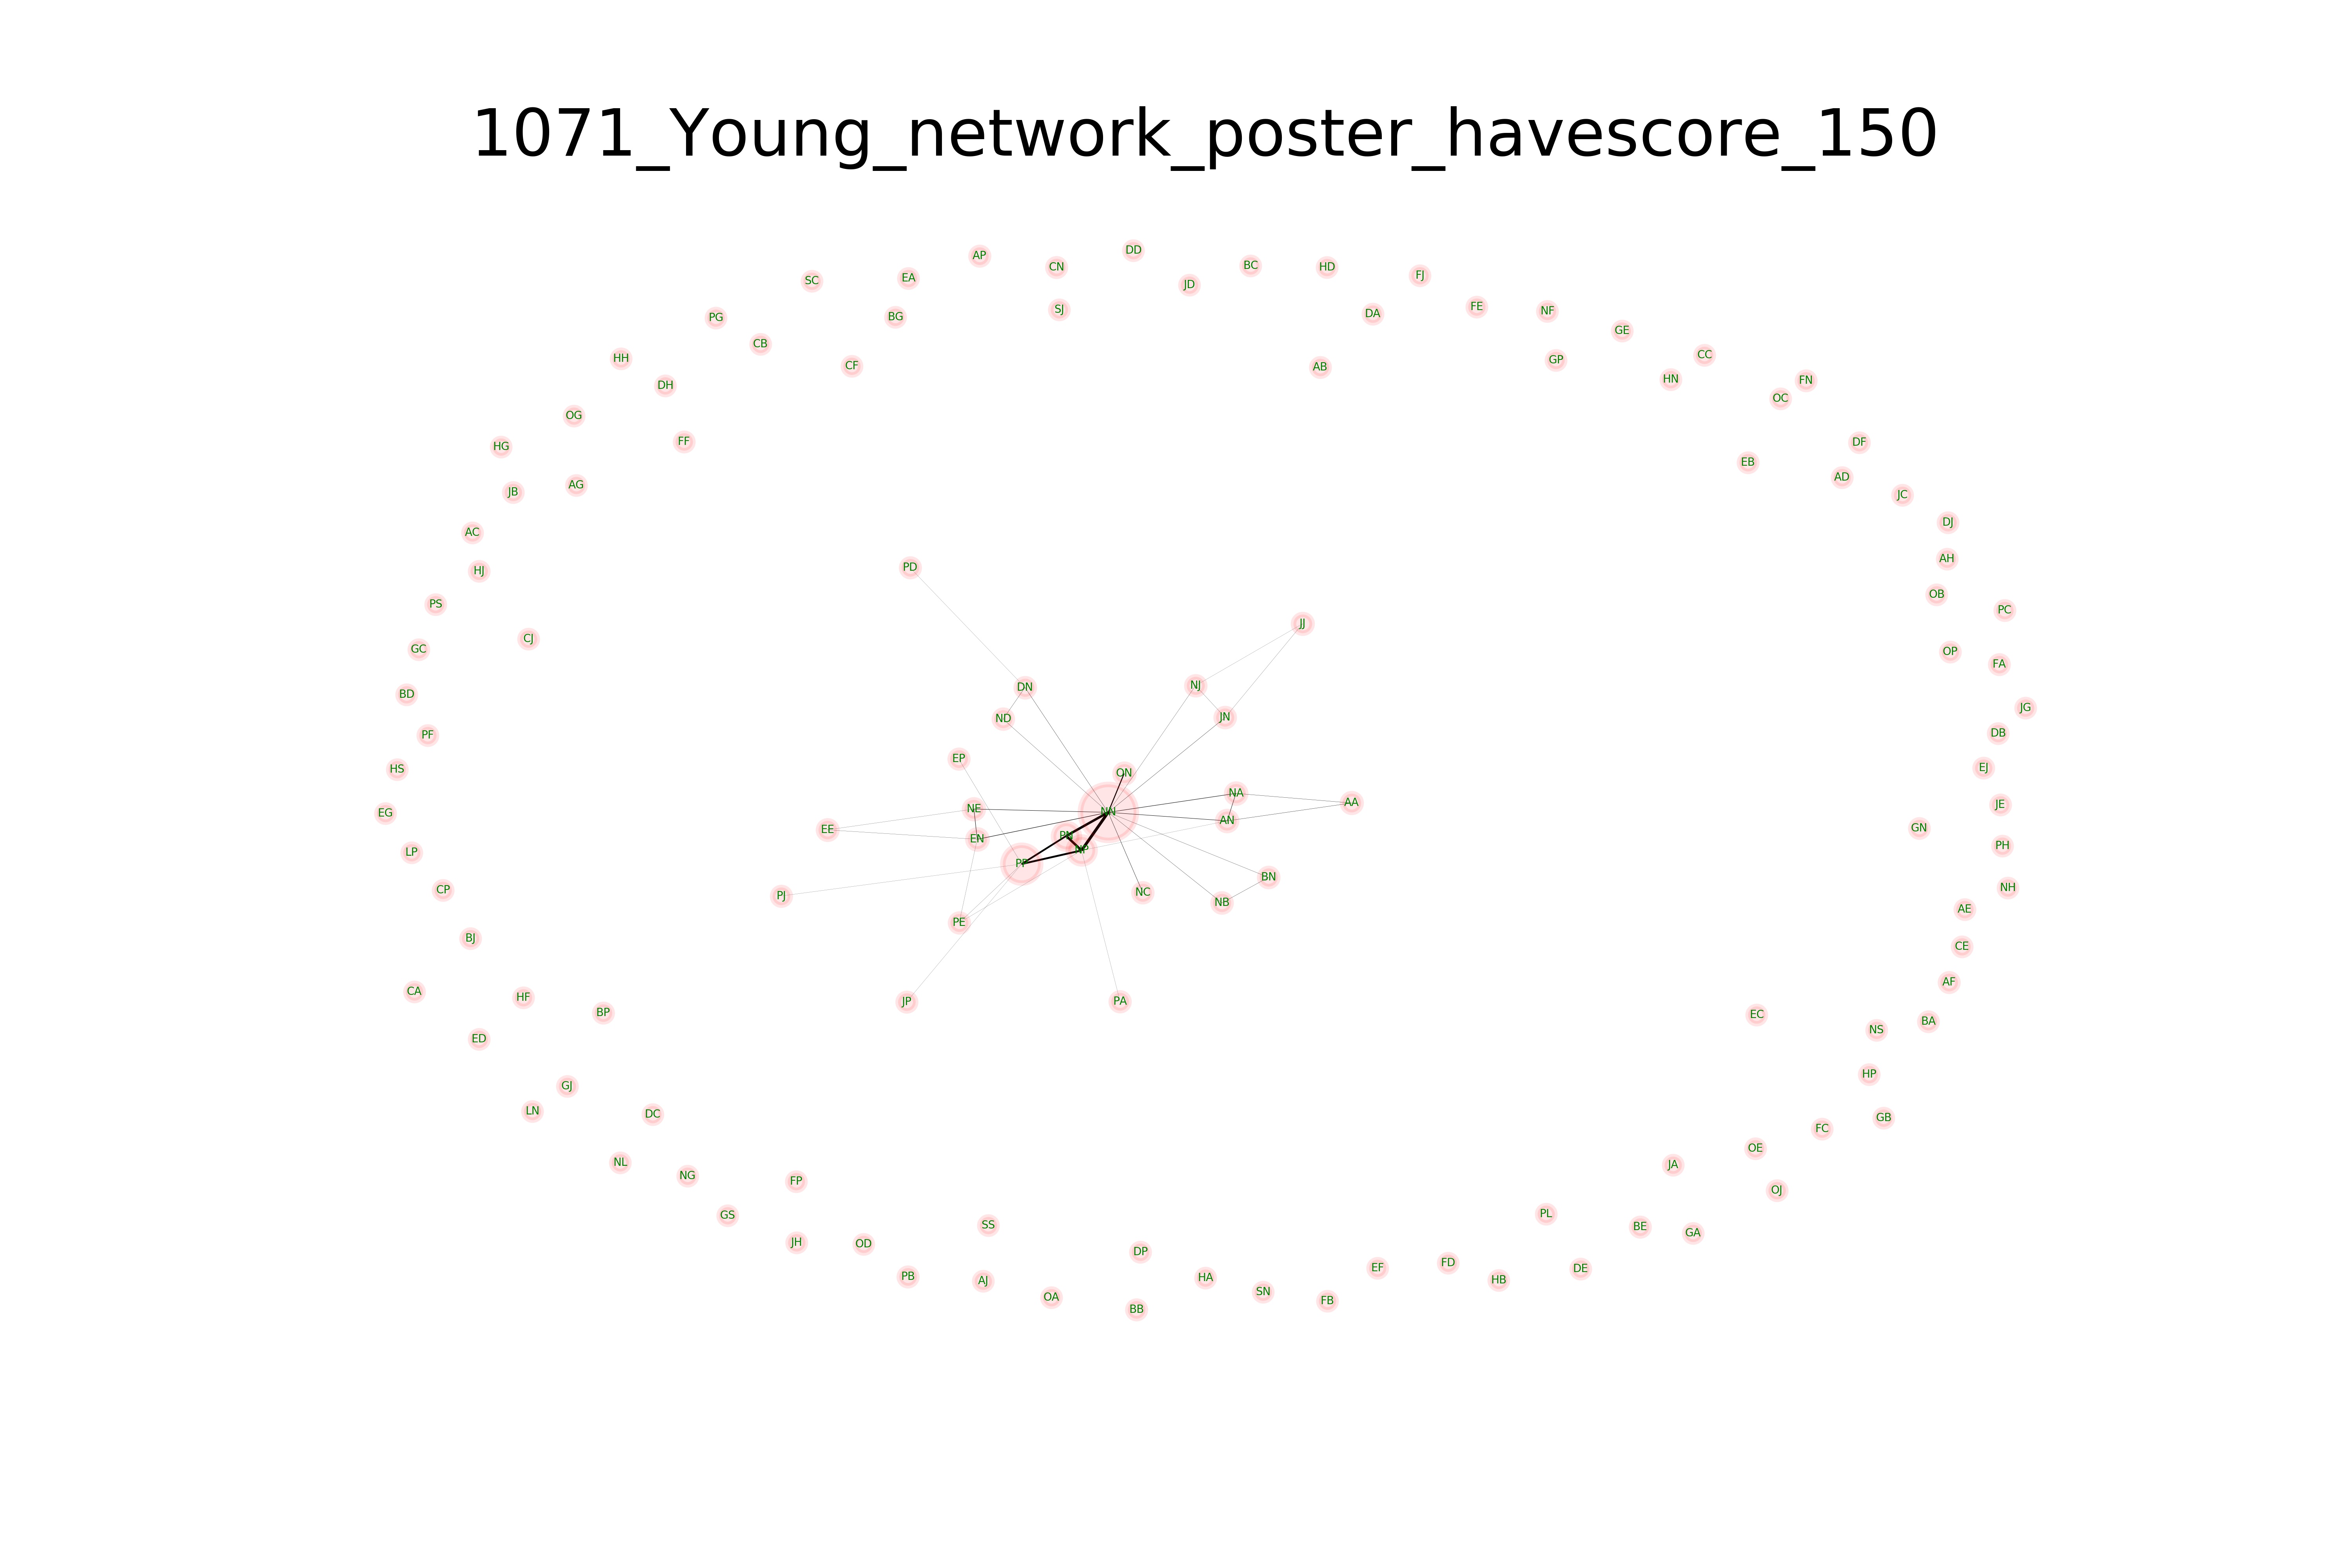 1071_Young_network_poster_havescore_150
DD
AP
CN
BC
HD
FJ
SC
EA
JD
FE
NF
SJ
DA
PG
BG
GE
CB
CC
HH
GP
CF
AB
HN
FN
DH
OC
OG
FF
DF
HG
EB
AD
AG
JB
JC
DJ
AC
AH
PD
HJ
OB
PS
PC
JJ
CJ
GC
OP
FA
NJ
DN
BD
JG
JN
ND
DB
PF
EP
EJ
HS
ON
NA
AA
JE
NE
NN
EG
AN
EE
GN
PN
EN
PH
NP
LP
PP
BN
NH
CP
NC
PJ
NB
AE
PE
BJ
CE
AF
CA
HF
JP
PA
BP
EC
BA
NS
ED
HP
GJ
LN
DC
GB
FC
OE
NL
JA
NG
FP
OJ
PL
GS
SS
BE
GA
JH
OD
DP
FD
EF
DE
PB
HA
AJ
HB
SN
OA
FB
BB